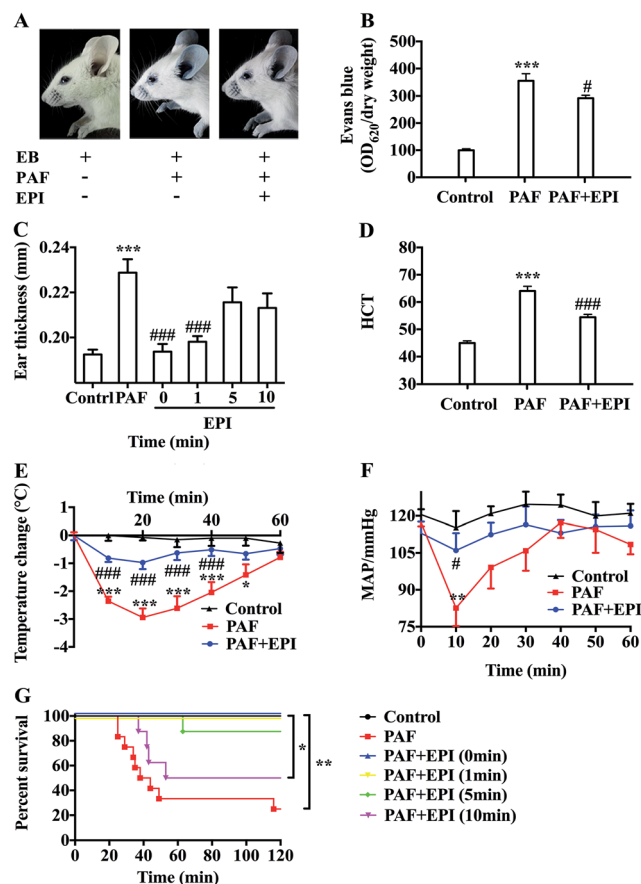 A
EB + + +
PAF - + +
EPI - - +
B
Evans blue
(OD620/dry weight)
500
400
300
200
100
0
***
#
Control PAF PAF+EPI
C
Ear thickness (mm)
0.24
0.22
0.20
***
###
###
Contrl PAF 0 1 5 10
EPI
Time (min)
D
HCT
80
70
60
50
40
30
***
###
Control PAF PAF+EPI
E
Time (min)
0 20 40 60
Temperature change (°C)
1
0
-1
-2
-3
-4
### ### ### ###
*** *** *** *** *
Control
PAF
PAF+EPI
F
MAP/mmHg
120
105
90
75
#
**
Control
PAF
PAF+EPI
0 10 20 30 40 50 60
Time (min)
G
Percent survival
100
80
60
40
20
0
*
**
0 20 40 60 80 100 120
Time (min)
Control
PAF
PAF+EPI (0min)
PAF+EPI (1min)
PAF+EPI (5min)
PAF+EPI (10min)